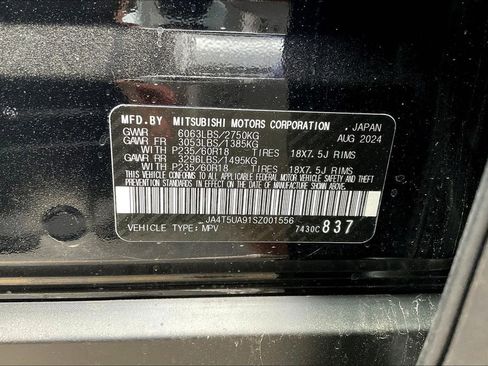 MFD.BY MITSUBISHI MOTORS CORPORATION , JAPAN
GWWR 6063LBS/2750KG AUG 2024
GAWR FR 3053LBS/1385KG
WITH P235/60R18 TIRES 18X7.5J RIMS
GAWR RR 3296LBS/1495KG
WITH P235/60R18 TIRES 18X7.5J RIMS
THIS VEHICLE CONFORMS TO ALL APPLICABLE FEDERAL MOTOR VEHICLE SAFETY, BUMPER, AND THEFT
PREVENTION STANDARDS IN EFFECT ON THE DATE OF MANUFACTURE SHOWN ABOVE.
JA4T5UA91SZ001556
VEHICLE TYPE: MPV 7430C 837